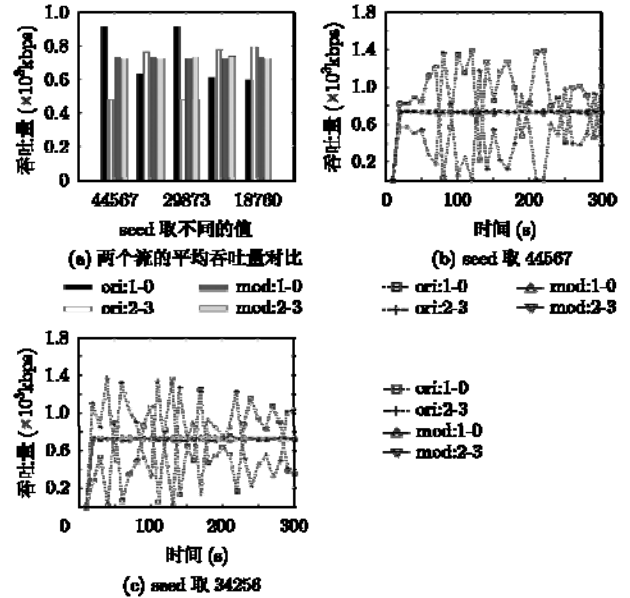 吞吐量 (×10³kbps)
1.0
0.8
0.6
0.4
0.2
0
44567 29873 18760
seed 取不同的值
(a) 两个流的平均吞吐量对比
ori:1-0 mod:1-0
ori:2-3 mod:2-3
吞吐量 (×10³kbps)
1.8
1.4
1.0
0.6
0.2
0 100 200 300
时间 (s)
(b) seed 取 44567
ori:1-0 mod:1-0
ori:2-3 mod:2-3
吞吐量 (×10³kbps)
1.8
1.4
1.0
0.6
0.2
0 100 200 300
时间 (s)
(c) seed 取 34256
ori:1-0
ori:2-3
mod:1-0
mod:2-3